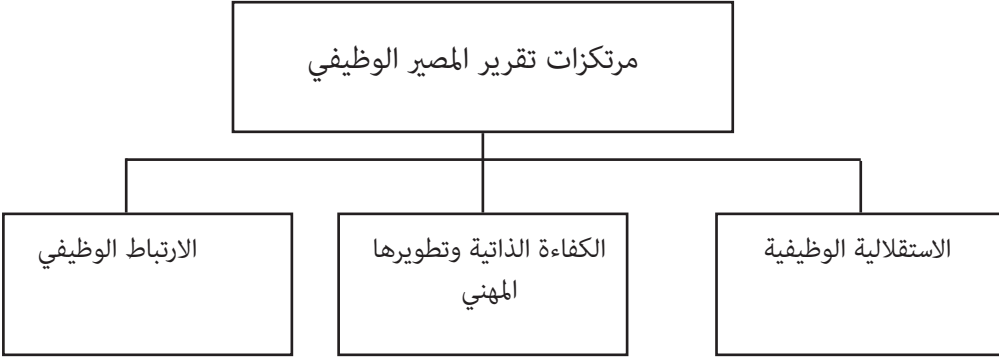 مرتكزات تقرير المصير الوظيفي
الاستقلالية الوظيفية
الكفاءة الذاتية وتطويرها
المهني
الارتباط الوظيفي